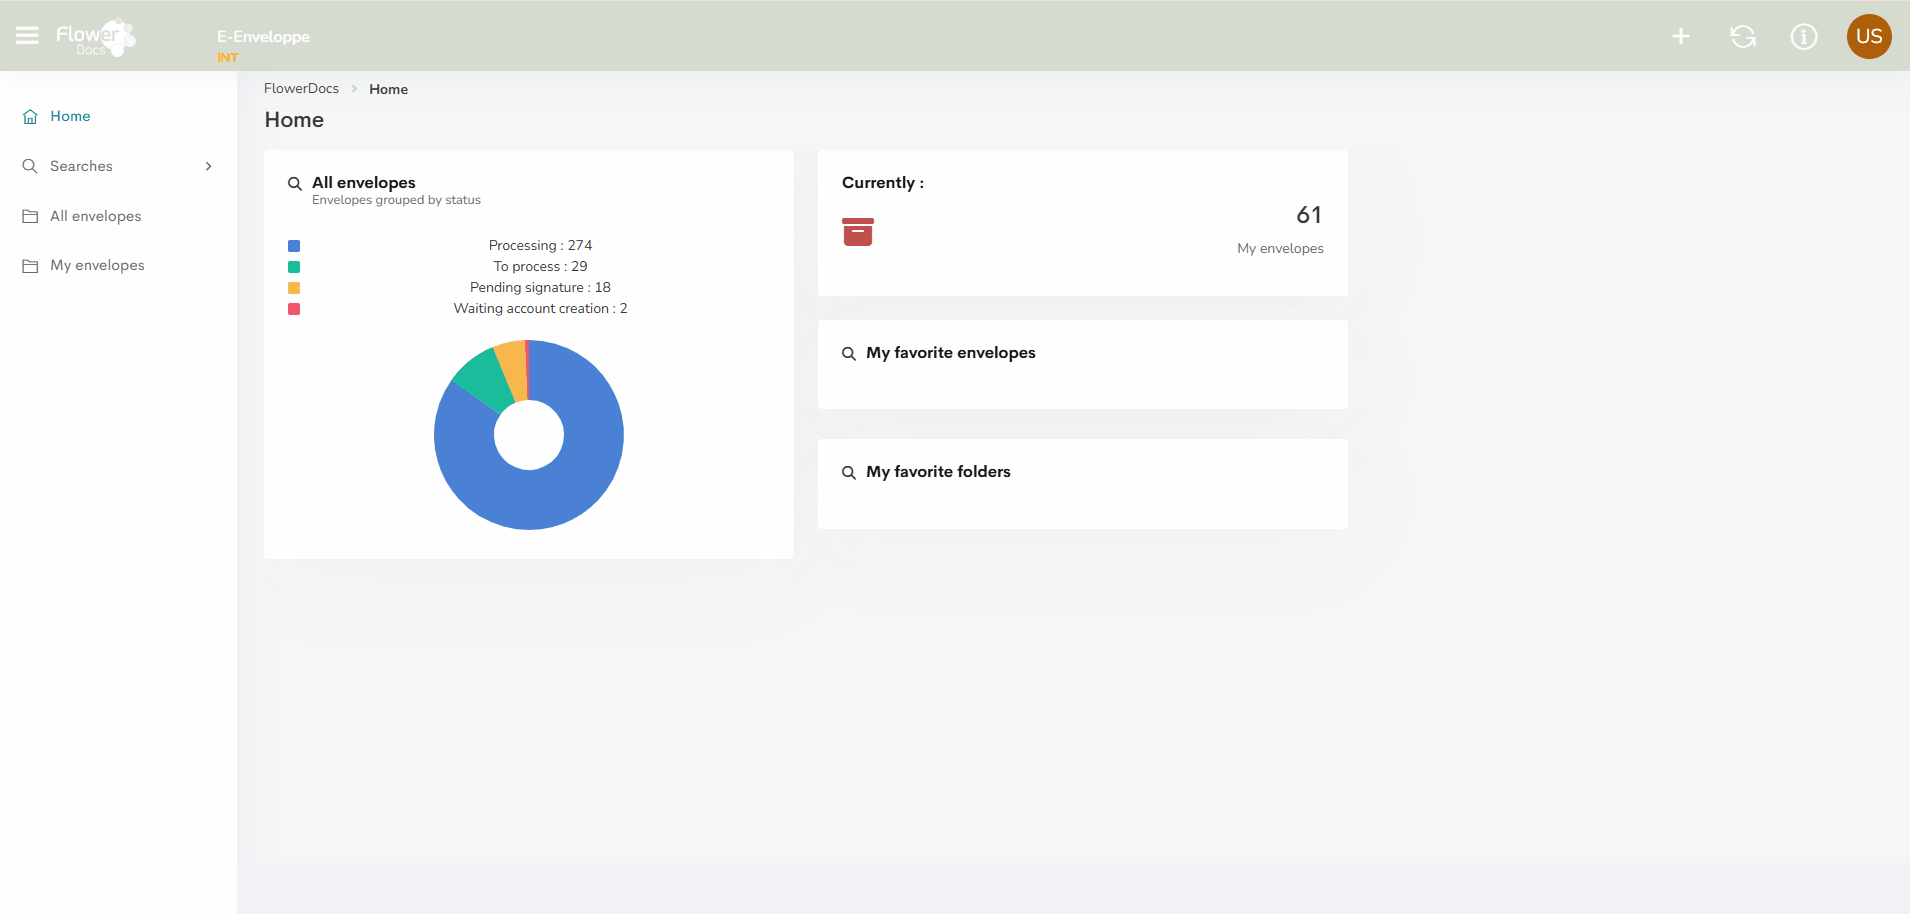 Flower
Docs
E-Enveloppe
INT
US
Home
Searches
All envelopes
My envelopes
FlowerDocs > Home
Home
All envelopes
Envelopes grouped by status
Processing : 274
To process : 29
Pending signature : 18
Waiting account creation : 2
Currently :
61
My envelopes
My favorite envelopes
My favorite folders